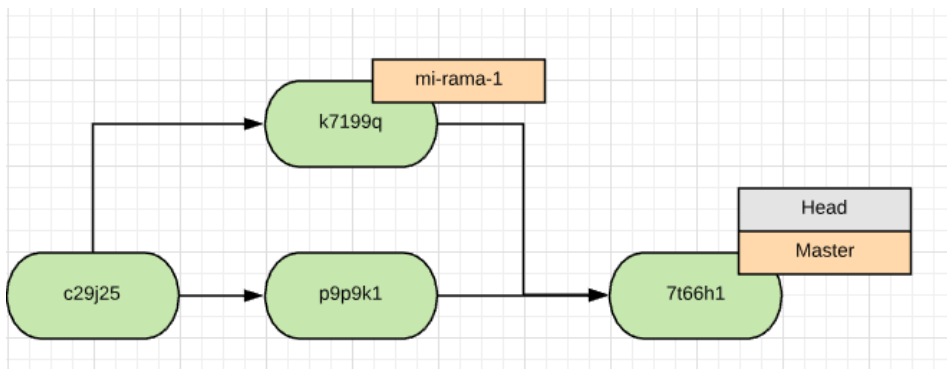 mi-rama-1
k7199q
Head
Master
c29j25
p9p9k1
7t66h1